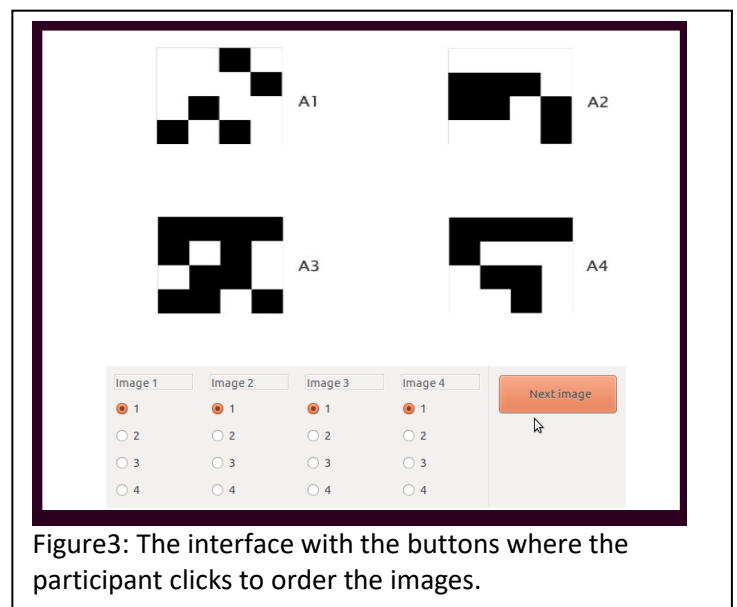 A1
A2
A3
A4
Image 1 Image 2 Image 3 Image 4 Next image
1 1 1 1
2 2 2 2
3 3 3 3
4 4 4 4
Figure3: The interface with the buttons where the
participant clicks to order the images.